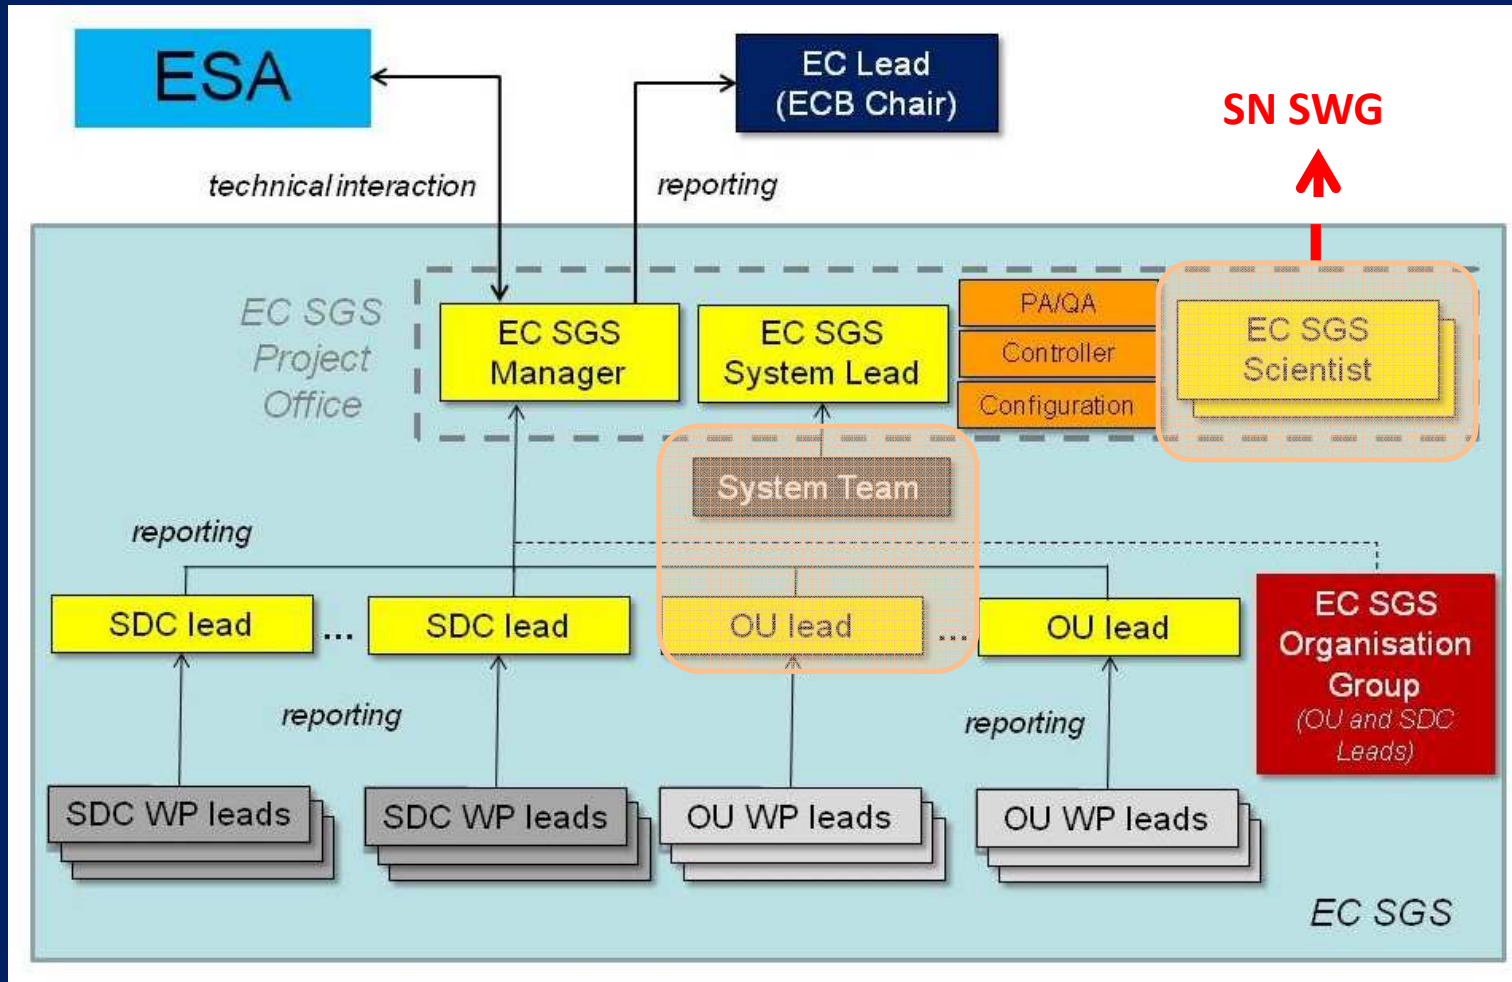 ESA
EC Lead
(ECB Chair)
SN SWG
technical interaction
reporting
EC SGS
Project
Office
EC SGS
Manager
EC SGS
System Lead
PA/QA
Controller
Configuration
EC SGS
Scientist
System Team
reporting
SDC lead
...
SDC lead
OU lead
...
OU lead
EC SGS
Organisation
Group
(OU and SDC
Leads)
reporting
reporting
SDC WP leads
SDC WP leads
OU WP leads
OU WP leads
EC SGS